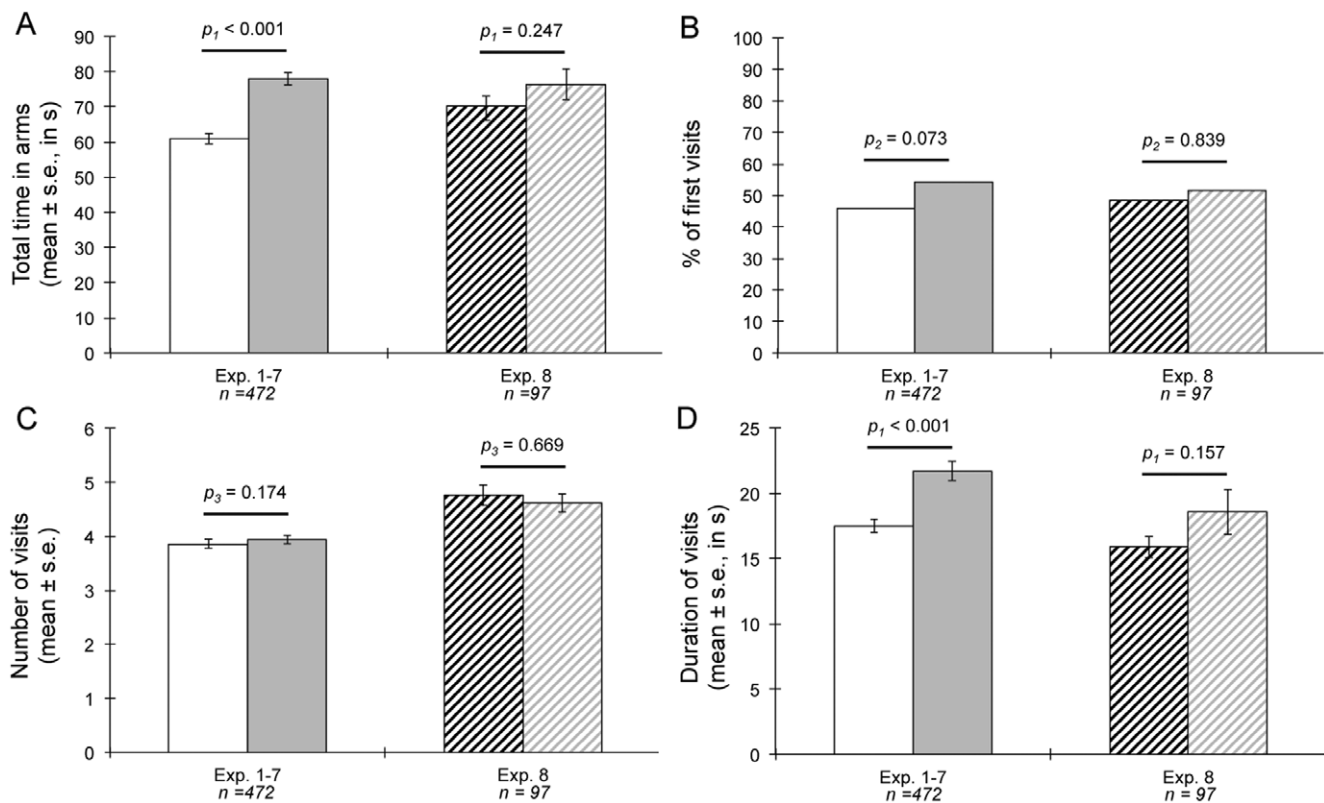 A
Total time in arms
(mean ± s.e., in s)
90
80
70
60
50
40
30
20
10
0
p1 < 0.001
p1 = 0.247
Exp. 1-7
n =472
Exp. 8
n =97
B
% of first visits
100
90
80
70
60
50
40
30
20
10
0
p2 = 0.073
p2 = 0.839
Exp. 1-7
n =472
Exp. 8
n = 97
C
Number of visits
(mean ± s.e.)
6
5
4
3
2
1
0
p3 = 0.174
p3 = 0.669
Exp. 1-7
n =472
Exp. 8
n = 97
D
Duration of visits
(mean ± s.e., in s)
25
20
15
10
5
0
p1 < 0.001
p1 = 0.157
Exp. 1-7
n =472
Exp. 8
n = 97